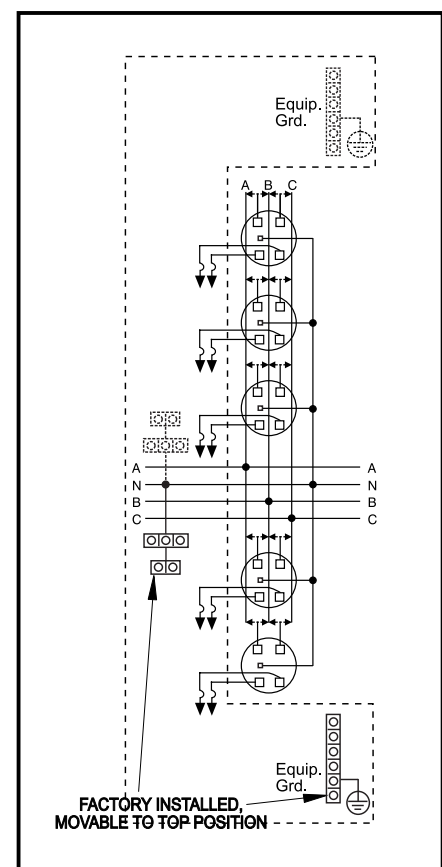 Equip.
Grd.
A B C
A A
N N
B B
C C
Equip.
Grd.
FACTORY INSTALLED,
MOVABLE TO TOP POSITION